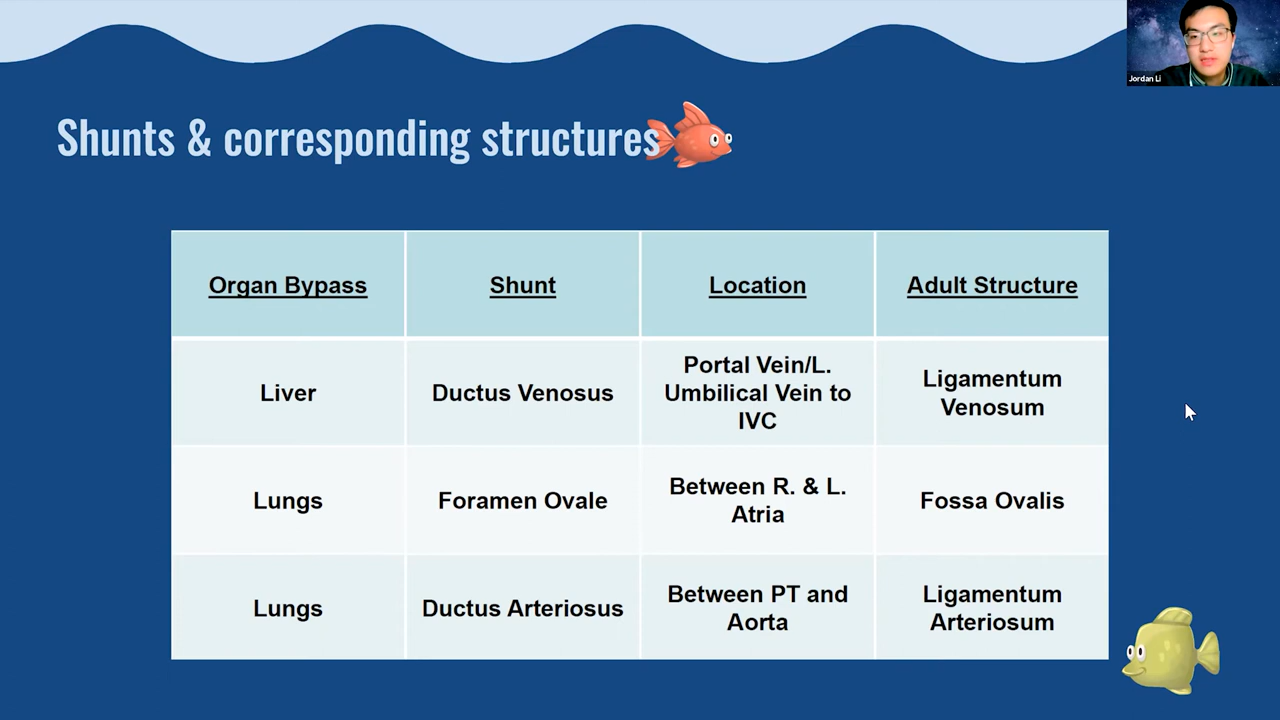 Jordan Li
Shunts & corresponding structures
Organ Bypass
Shunt
Location
Adult Structure
Liver
Ductus Venosus
Portal Vein/L.
Umbilical Vein to
IVC
Ligamentum
Venosum
Lungs
Foramen Ovale
Between R. & L.
Atria
Fossa Ovalis
Lungs
Ductus Arteriosus
Between PT and
Aorta
Ligamentum
Arteriosum